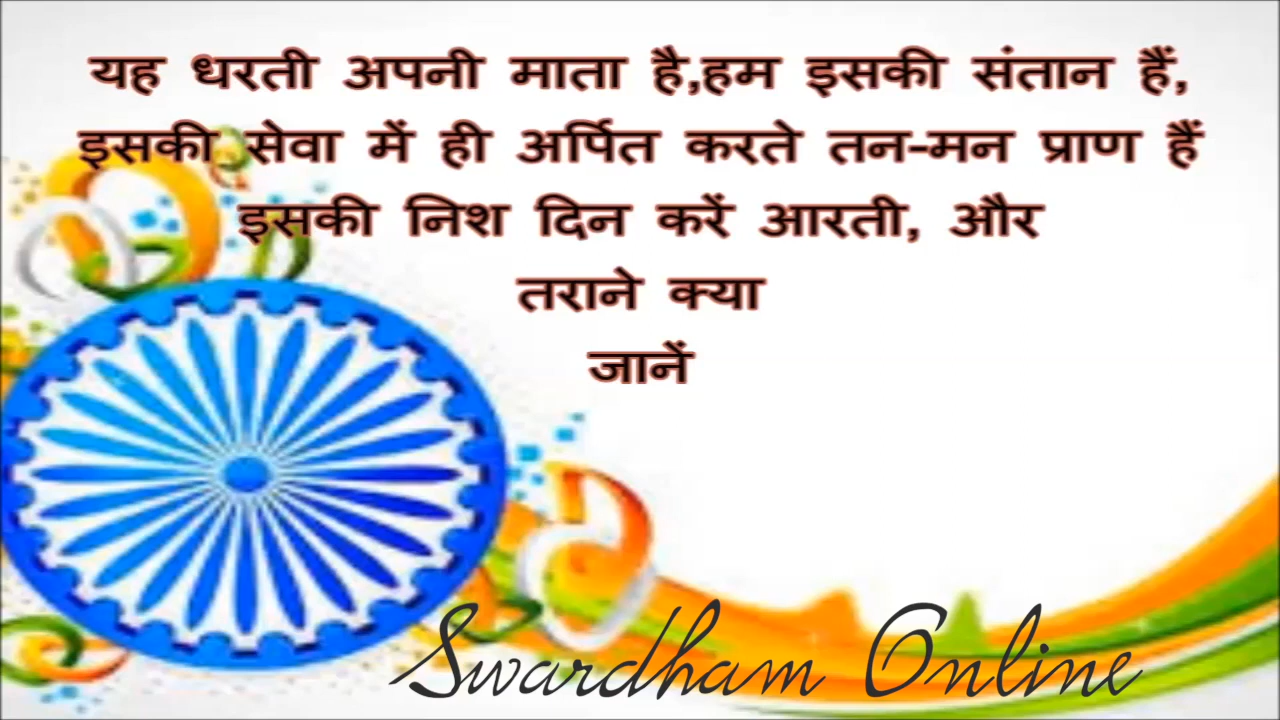 यह धरती अपनी माता है,हम इसकी संतान हैं,
इसकी सेवा में ही अर्पित करते तन-मन प्राण हैं
इसकी निश दिन करें आरती, और
तराने क्या
जानें
Swardham Online